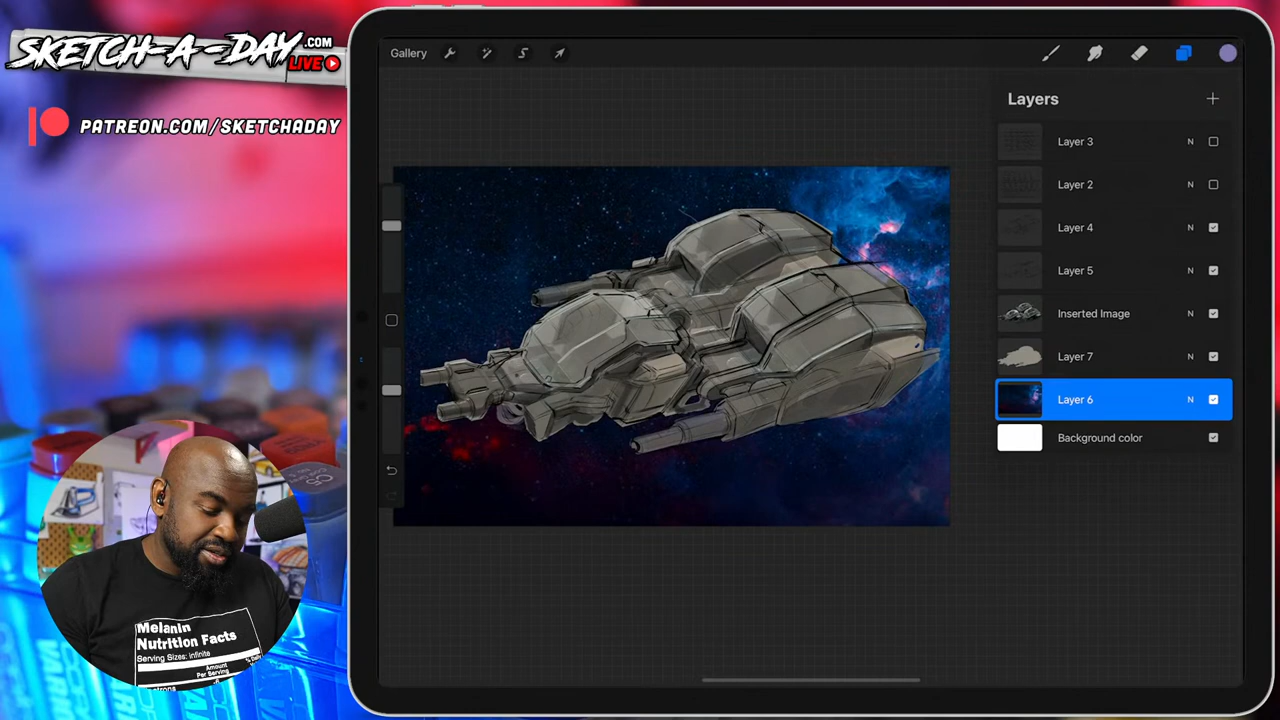 SKETCH-A-DAY.COM
LIVE
PATREON.COM/SKETCHADAY
Gallery
Layers
Layer 3 N
Layer 2 N
Layer 4 N
Layer 5 N
Inserted Image N
Layer 7 N
Layer 6 N
Background color
Melanin
Nutrition Facts
Serving Sizes: infinite
Amount
Per Serving